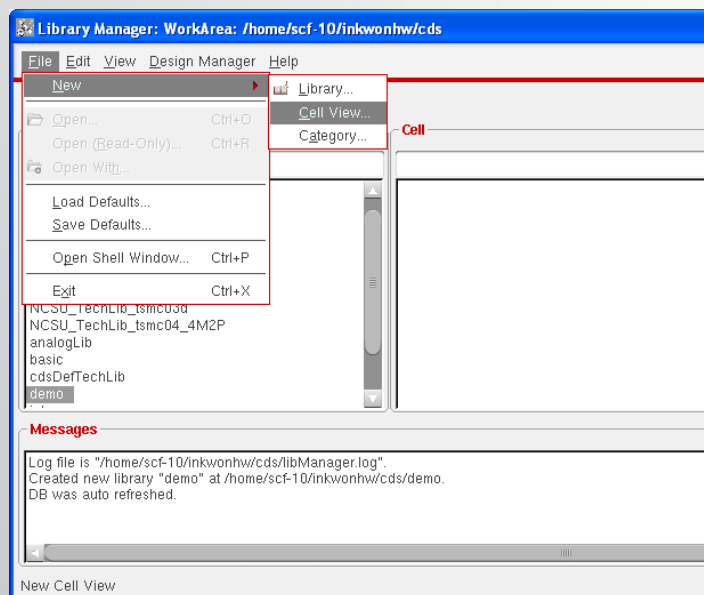 Library Manager: WorkArea: /home/scf-10/inkwonhw/cds
File Edit View Design Manager Help
New
Library...
Cell View...
Category...
Open... Ctrl+O
Open (Read-Only)... Ctrl+R
Open With...
Load Defaults...
Save Defaults...
Open Shell Window... Ctrl+P
Exit Ctrl+X
Cell
NCSU_TechLib_tsmc03d
NCSU_TechLib_tsmc04_4M2P
analogLib
basic
cdsDefTechLib
demo
Messages
Log file is "/home/scf-10/inkwonhw/cds/libManager.log".
Created new library "demo" at /home/scf-10/inkwonhw/cds/demo.
DB was auto refreshed.
New Cell View